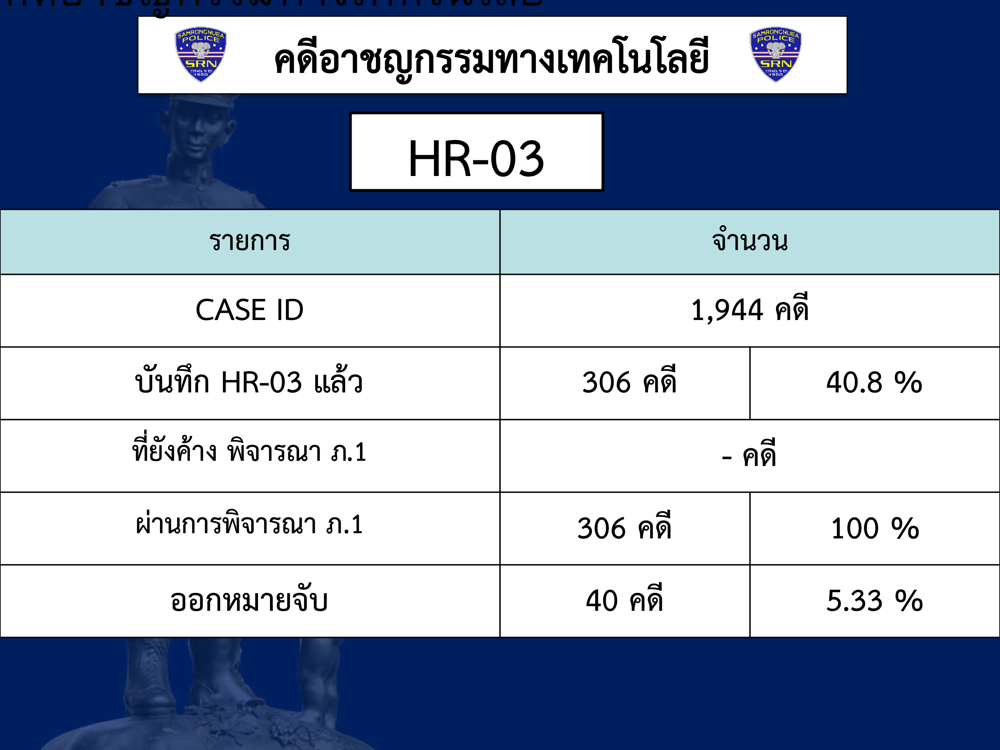 คดีอาชญกรรมทางเทคโนโลยี
SAMRONGNUEA
POLICE
SRN
1900
SAMRONGNUEA
POLICE
SRN
1900
HR-03
รายการ จำนวน
CASE ID 1,944 คดี
บันทึก HR-03 แล้ว 306 คดี 40.8 %
ที่ยังค้าง พิจารณา ภ.1 - คดี
ผ่านการพิจารณา ภ.1 306 คดี 100 %
ออกหมายจับ 40 คดี 5.33 %